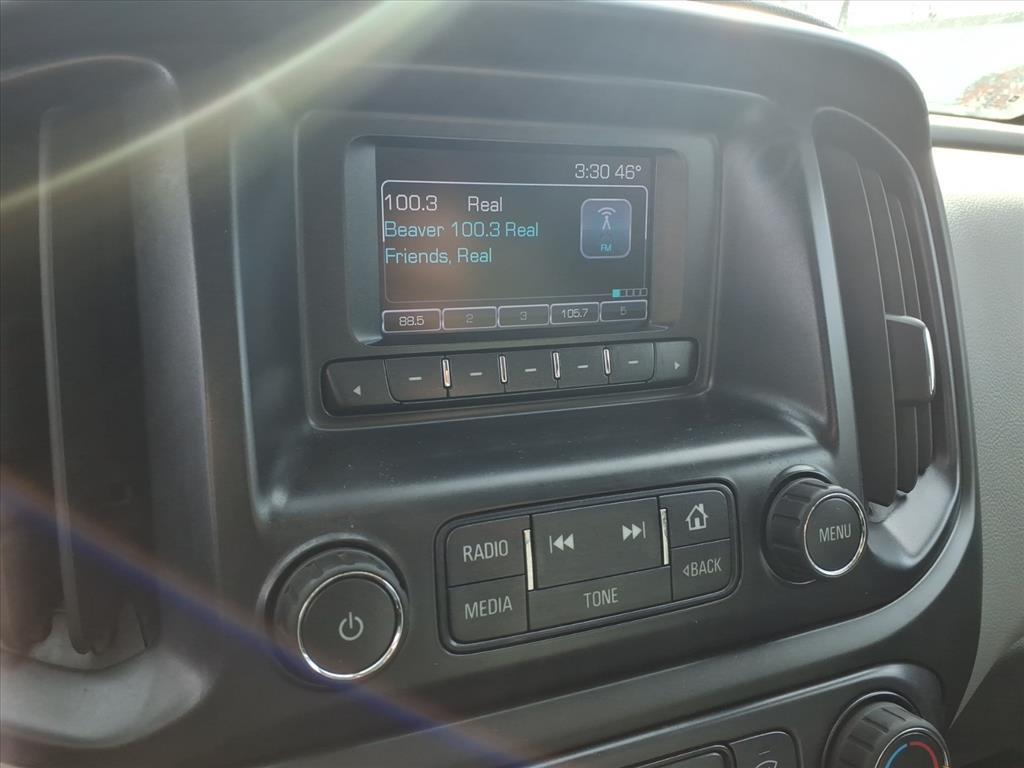 3:30 46°
100.3 Real
Beaver 100.3 Real
Friends, Real
FM
88.5 2 3 105.7 5
RADIO
MEDIA
TONE
BACK
MENU